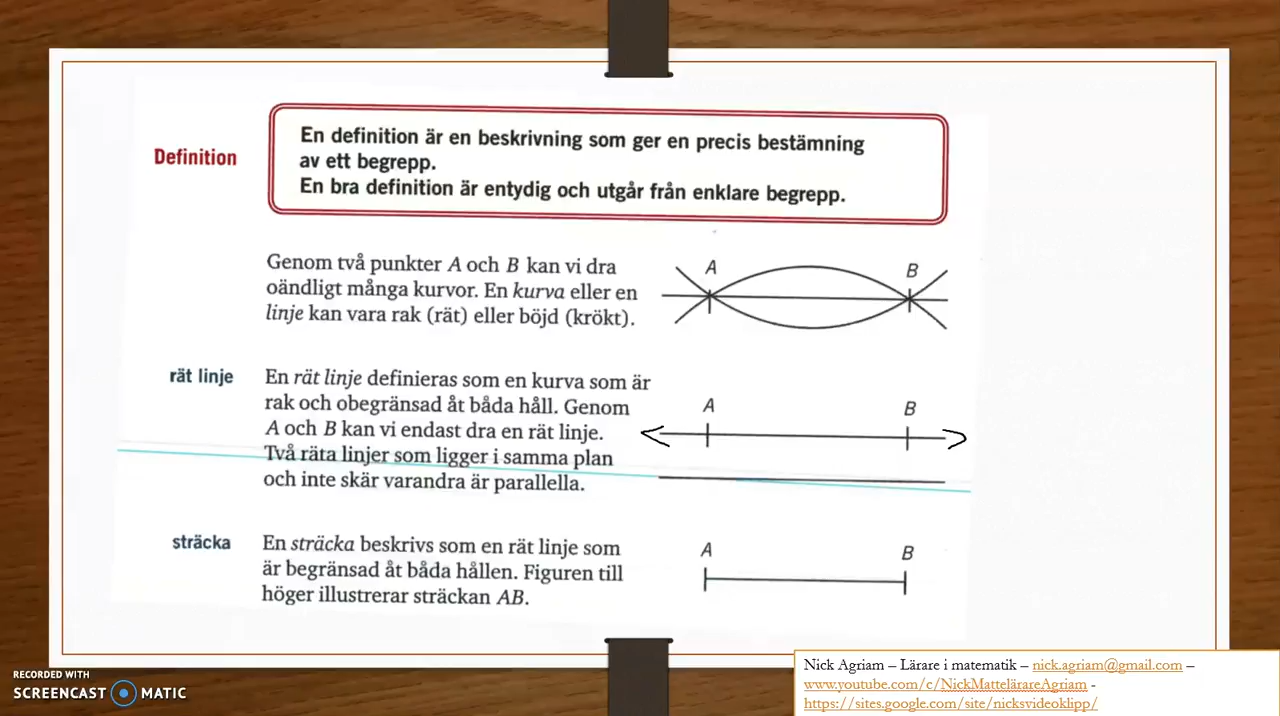 Definition
En definition är en beskrivning som ger en precis bestämning
av ett begrepp.
En bra definition är entydig och utgår från enklare begrepp.
Genom två punkter A och B kan vi dra
oändligt många kurvor. En kurva eller en
linje kan vara rak (rät) eller böjd (krökt).
A
B
rät linje
En rät linje definieras som en kurva som är
rak och obegränsad åt båda håll. Genom
A och B kan vi endast dra en rät linje.
Två räta linjer som ligger i samma plan
och inte skär varandra är parallella.
A
B
sträcka
En sträcka beskrivs som en rät linje som
är begränsad åt båda hållen. Figuren till
höger illustrerar sträckan AB.
A
B
RECORDED WITH
SCREENCAST MATIC
Nick Agriam – Lärare i matematik – nick.agriam@gmail.com –
www.youtube.com/c/NickMattelärareAgriam -
https://sites.google.com/site/nicksvideoklipp/